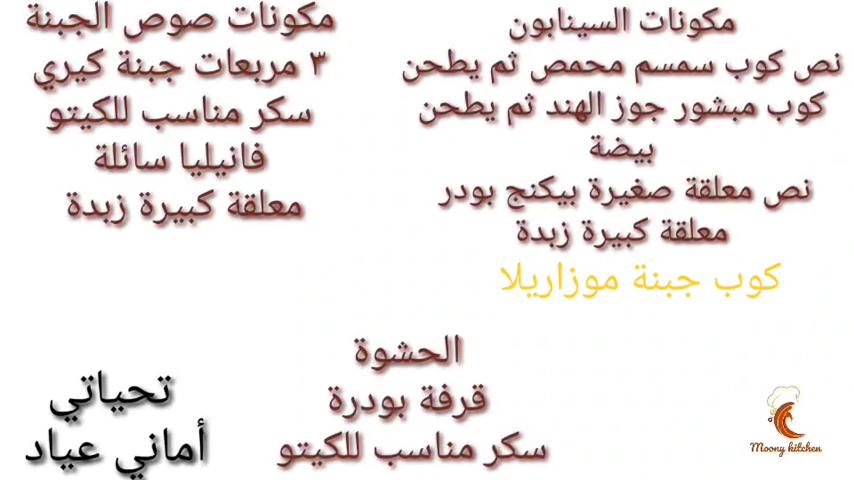 مكونات السينابون
نص كوب سمسم محمص ثم يطحن
كوب مبشور جوز الهند ثم يطحن
بيضة
نص معلقة صغيرة بيكنج بودر
معلقة كبيرة زبدة
كوب جبنة موزاريلا
مكونات صوص الجبنة
٣ مربعات جبنة كيري
سكر مناسب للكيتو
فانيليا سائلة
معلقة كبيرة زبدة
الحشوة
قرفة بودرة
سكر مناسب للكيتو
تحياتي
أماني عياد
Moony kitchen